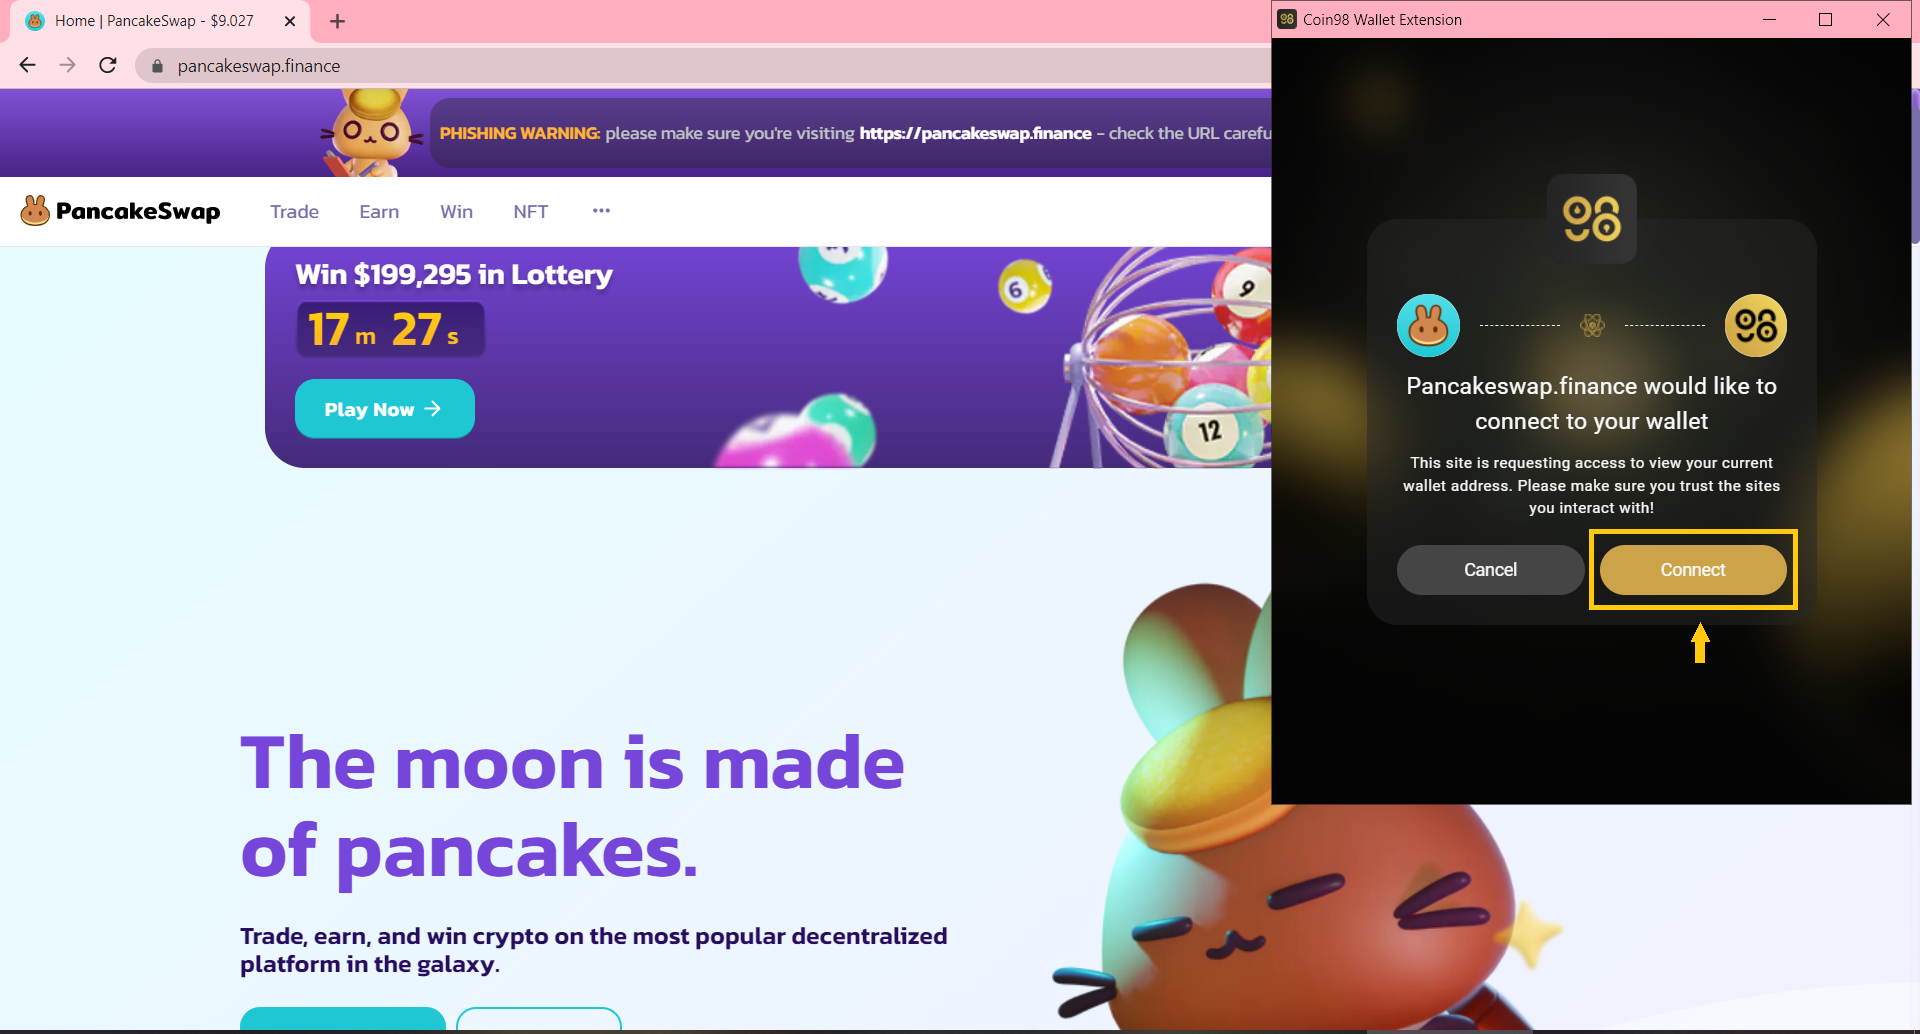 Home | PancakeSwap - $9.027
pancakeswap.finance
PHISHING WARNING: please make sure you're visiting https://pancakeswap.finance - check the URL carefu
PancakeSwap
Trade
Earn
Win
NFT
Win $199,295 in Lottery
17 m 27 s
Play Now
6
9
12
The moon is made
of pancakes.
Trade, earn, and win crypto on the most popular decentralized
platform in the galaxy.
98 Coin98 Wallet Extension
98
98
Pancakeswap.finance would like to
connect to your wallet
This site is requesting access to view your current
wallet address. Please make sure you trust the sites
you interact with!
Cancel
Connect